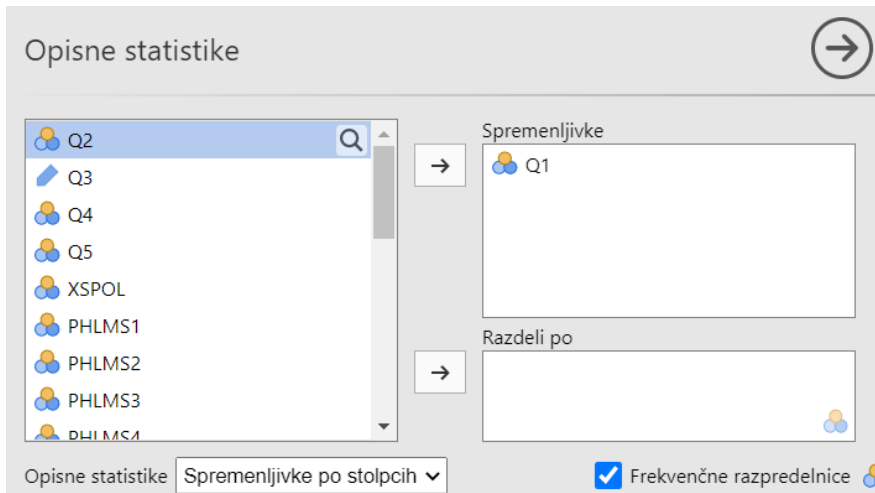 Opisne statistike
Q2
Q3
Q4
Q5
XSPOL
PHLMS1
PHLMS2
PHLMS3
PHLMS4
Spremenljivke
Q1
Razdeli po
Opisne statistike Spremenljivke po stolpcih
Frekvenčne razpredelnice